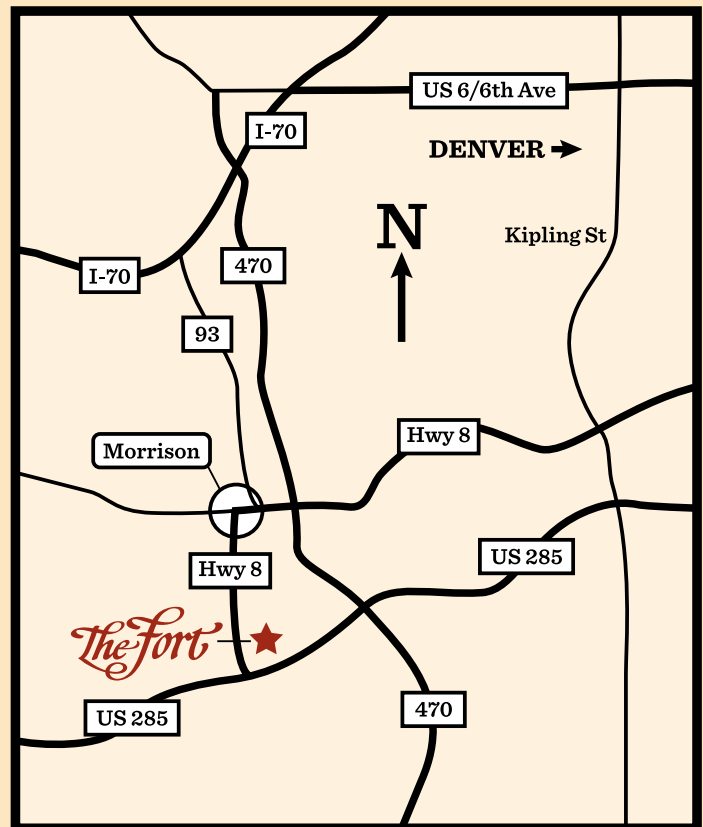 US 6/6th Ave
I-70
DENVER
N
Kipling St
470
I-70
93
Hwy 8
Morrison
US 285
Hwy 8
The Fort
470
US 285